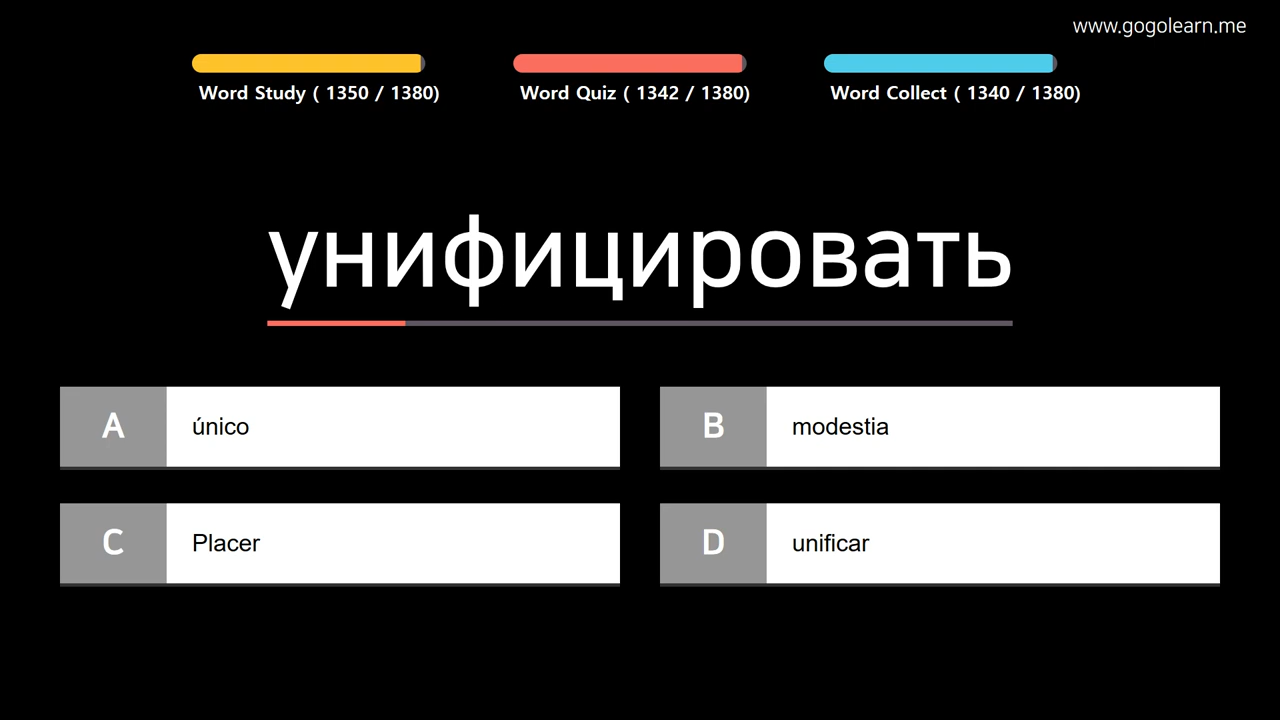 www.gogolearn.me
Word Study ( 1350 / 1380)
Word Quiz ( 1342 / 1380)
Word Collect ( 1340 / 1380)
унифицировать
A único
B modestia
C Placer
D unificar